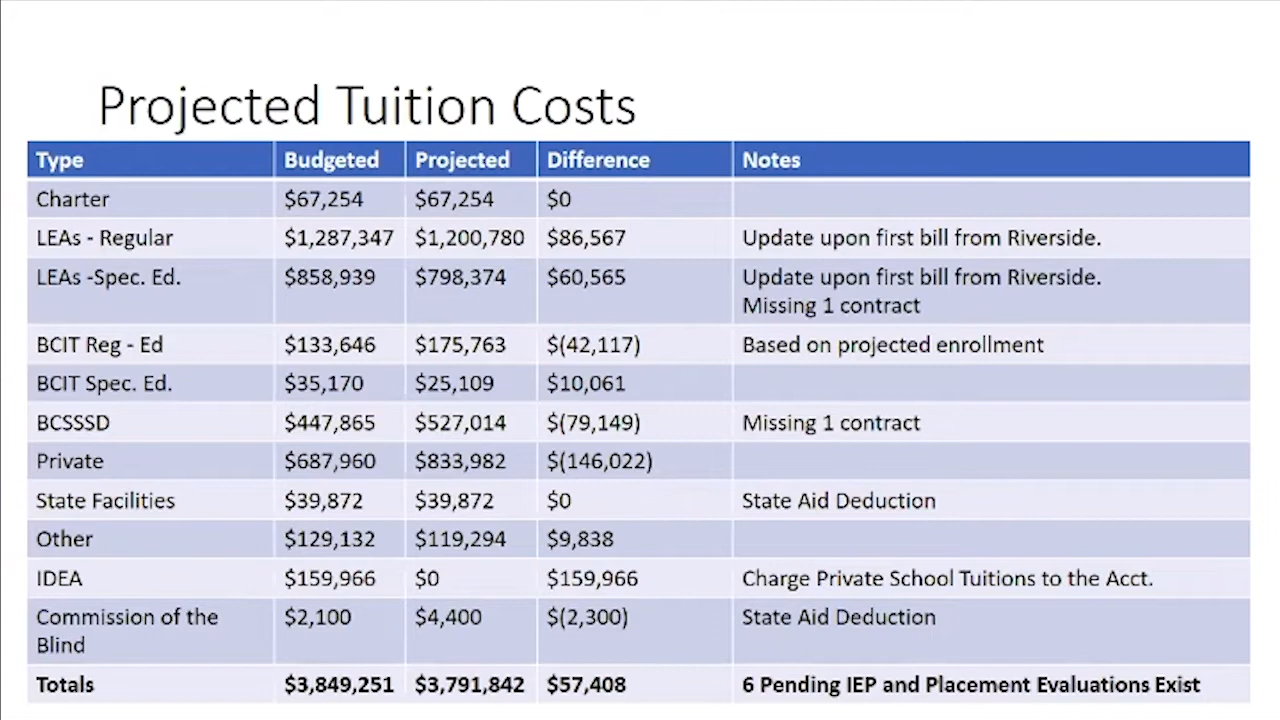 Projected Tuition Costs
Type Budgeted Projected Difference Notes
Charter $67,254 $67,254 $0
LEAs - Regular $1,287,347 $1,200,780 $86,567 Update upon first bill from Riverside.
LEAs -Spec. Ed. $858,939 $798,374 $60,565 Update upon first bill from Riverside.
Missing 1 contract
BCIT Reg - Ed $133,646 $175,763 $(42,117) Based on projected enrollment
BCIT Spec. Ed. $35,170 $25,109 $10,061
BCSSSD $447,865 $527,014 $(79,149) Missing 1 contract
Private $687,960 $833,982 $(146,022)
State Facilities $39,872 $39,872 $0 State Aid Deduction
Other $129,132 $119,294 $9,838
IDEA $159,966 $0 $159,966 Charge Private School Tuitions to the Acct.
Commission of the $2,100 $4,400 $(2,300) State Aid Deduction
Blind
Totals $3,849,251 $3,791,842 $57,408 6 Pending IEP and Placement Evaluations Exist